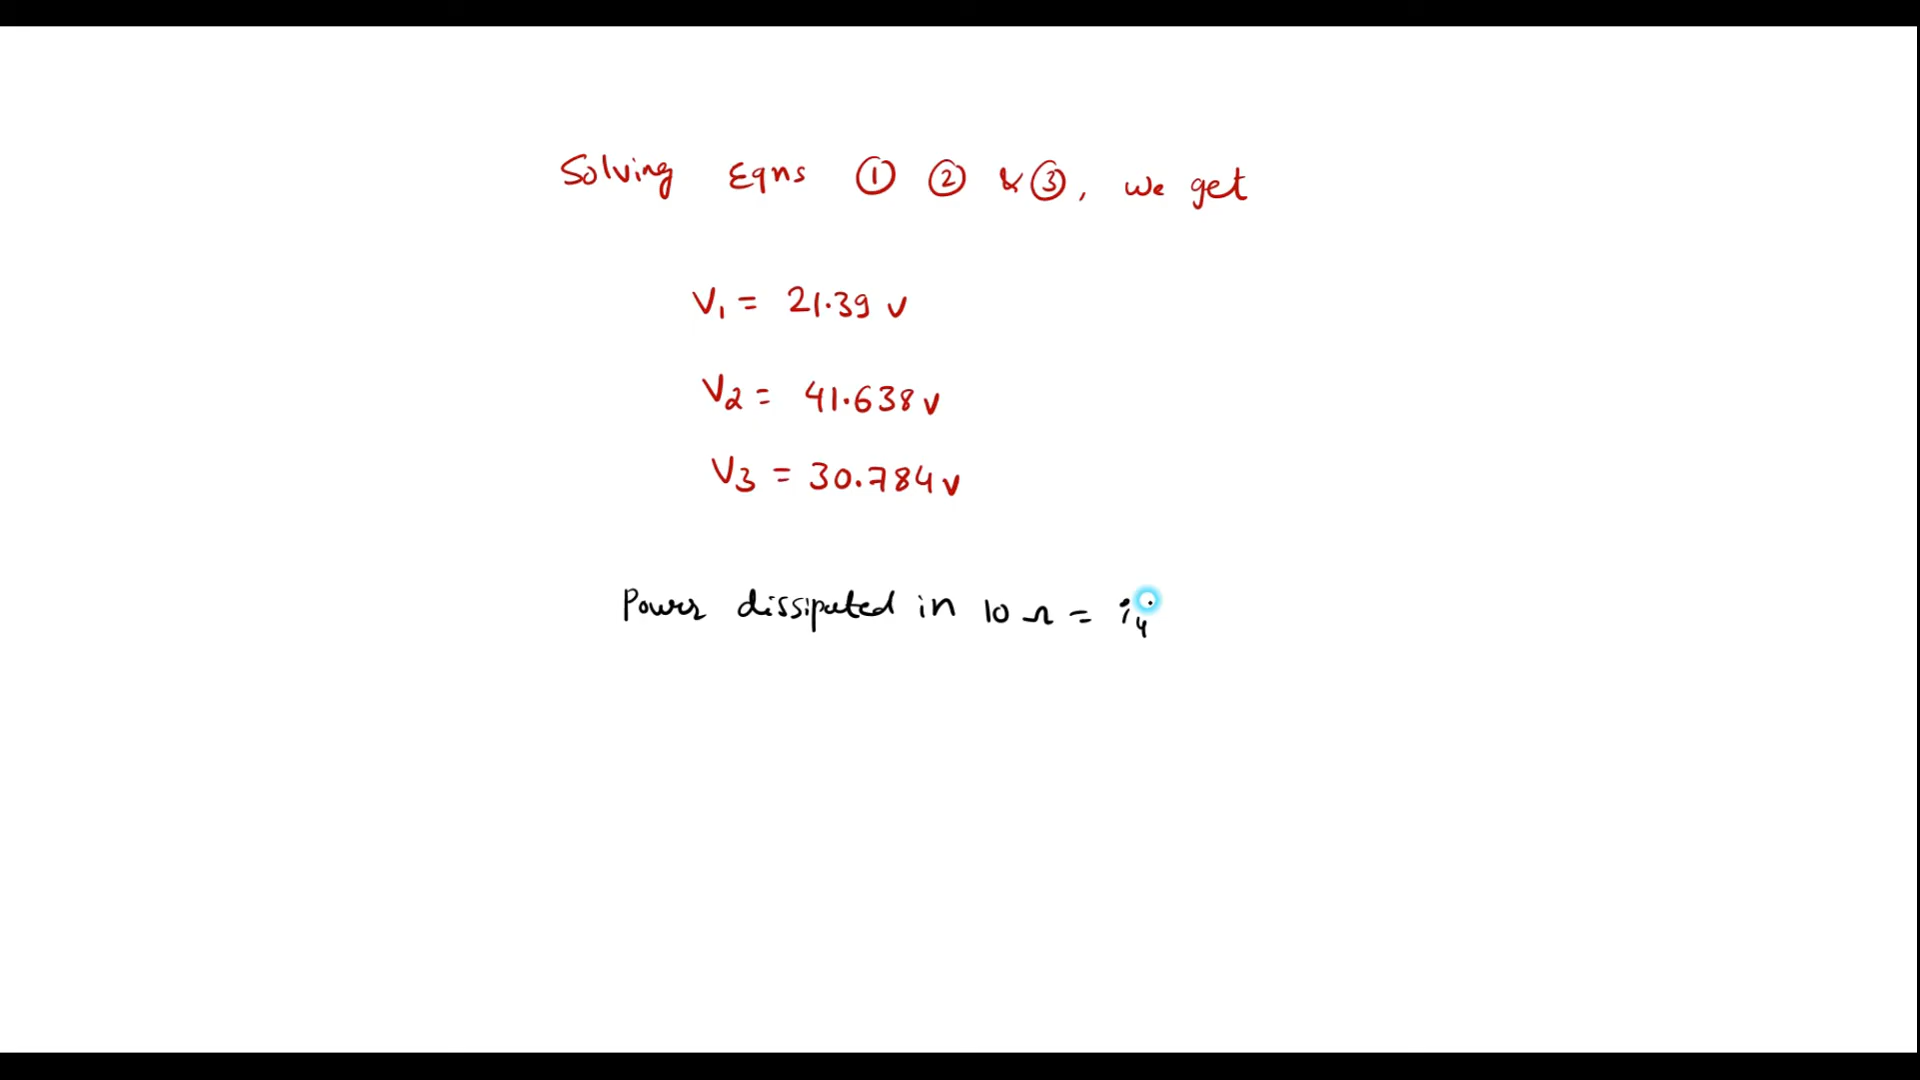 Solving Eqns ① ② & ③, we get
V₁ = 21.39 v
V₂ = 41.638 v
V₃ = 30.784 v
Power dissipated in 10 Ω = i₄